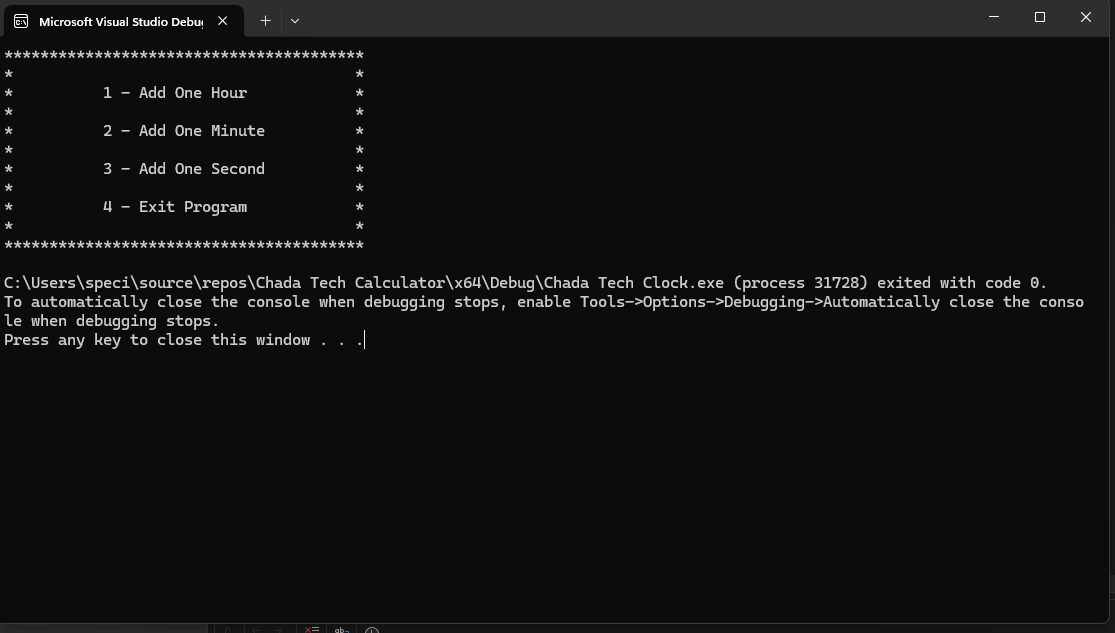 Microsoft Visual Studio Debug
****************************************
*                                      *
*          1 - Add One Hour            *
*                                      *
*          2 - Add One Minute          *
*                                      *
*          3 - Add One Second          *
*                                      *
*          4 - Exit Program            *
*                                      *
****************************************
C:\Users\speci\source\repos\Chada Tech Calculator\x64\Debug\Chada Tech Clock.exe (process 31728) exited with code 0.
To automatically close the console when debugging stops, enable Tools->Options->Debugging->Automatically close the conso
le when debugging stops.
Press any key to close this window . . .